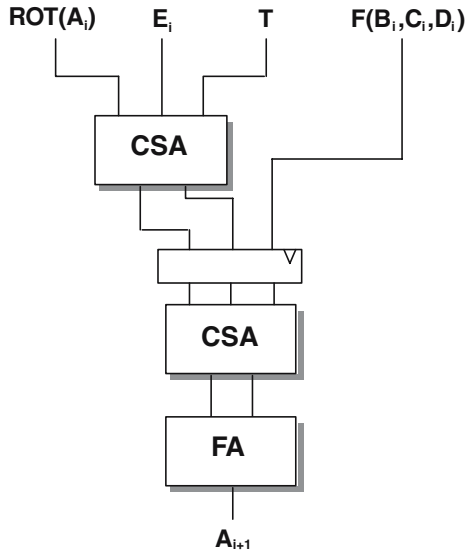 ROT(Aᵢ) Eᵢ T F(Bᵢ,Cᵢ,Dᵢ)
CSA
CSA
FA
Aᵢ₊₁